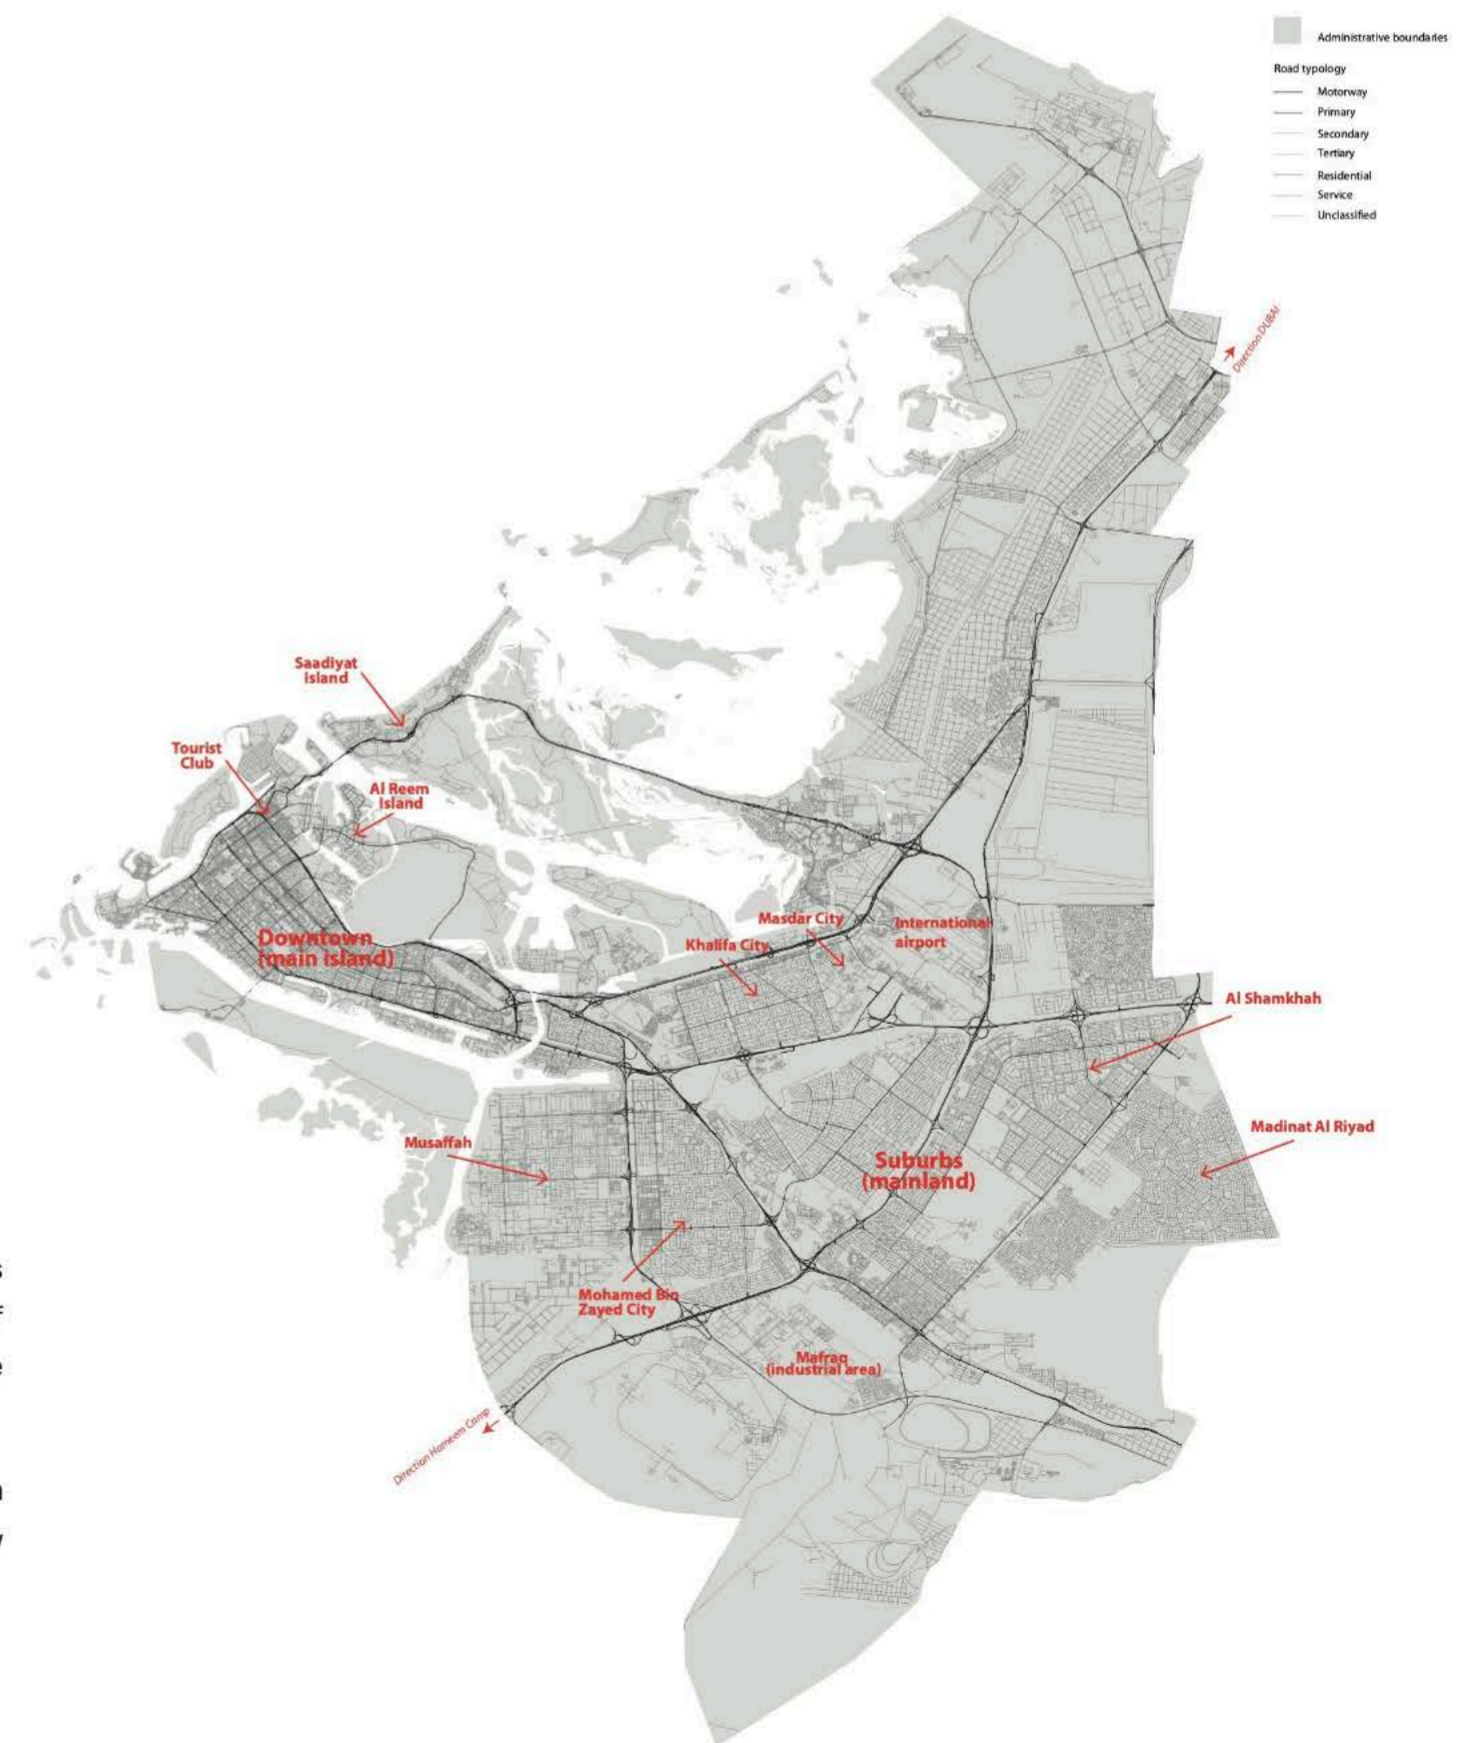 Administrative boundaries
Road typology
Motorway
Primary
Secondary
Tertiary
Residential
Service
Unclassified
Direction DUBAI
Saadiyat
Island
Tourist
Club
Al Reem
Island
Downtown
(main island)
Masdar City
International
airport
Khalifa City
Al Shamkhah
Madinat Al Riyad
Musaffah
Suburbs
(mainland)
Mohamed Bin
Zayed City
Mafraq
(industrial area)
Direction Hameem Camp